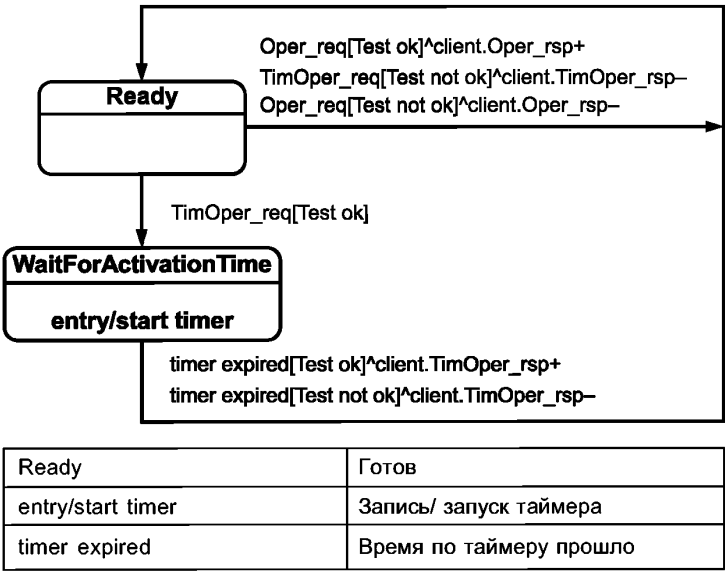 Oper_req[Test ok]^client.Oper_rsp+
TimOper_req[Test not ok]^client.TimOper_rsp–
Oper_req[Test not ok]^client.Oper_rsp–
Ready
TimOper_req[Test ok]
WaitForActivationTime
entry/start timer
timer expired[Test ok]^client.TimOper_rsp+
timer expired[Test not ok]^client.TimOper_rsp–
Ready Готов
entry/start timer Запись/ запуск таймера
timer expired Время по таймеру прошло